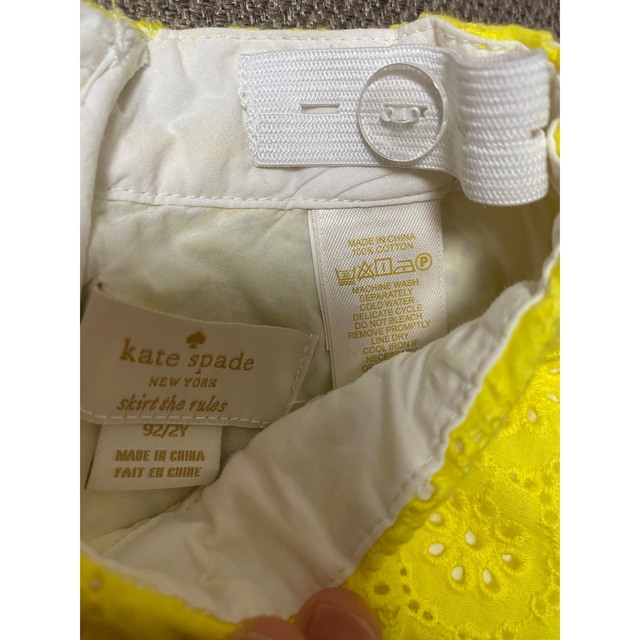 kate spade
NEW YORK
skirt the rules
92/2Y
MADE IN CHINA
FAIT EN CHINE
MADE IN CHINA
100% COTTON
P
MACHINE WASH
SEPARATELY
COLD WATER
DELICATE CYCLE
DO NOT BLEACH
REMOVE PROMPTLY
LINE DRY
COOL IRON IF